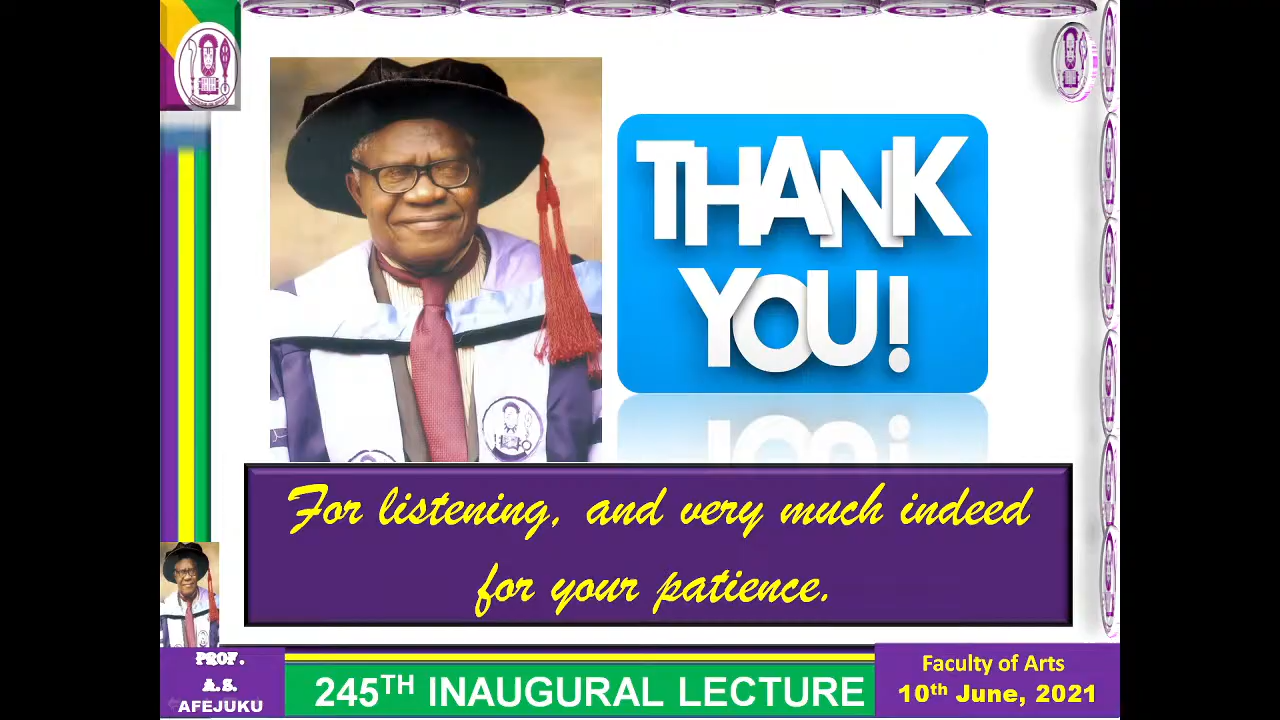 THANK
YOU!
For listening, and very much indeed
for your patience.
PROF.
A.S.
AFEJUKU
245TH INAUGURAL LECTURE
Faculty of Arts
10th June, 2021